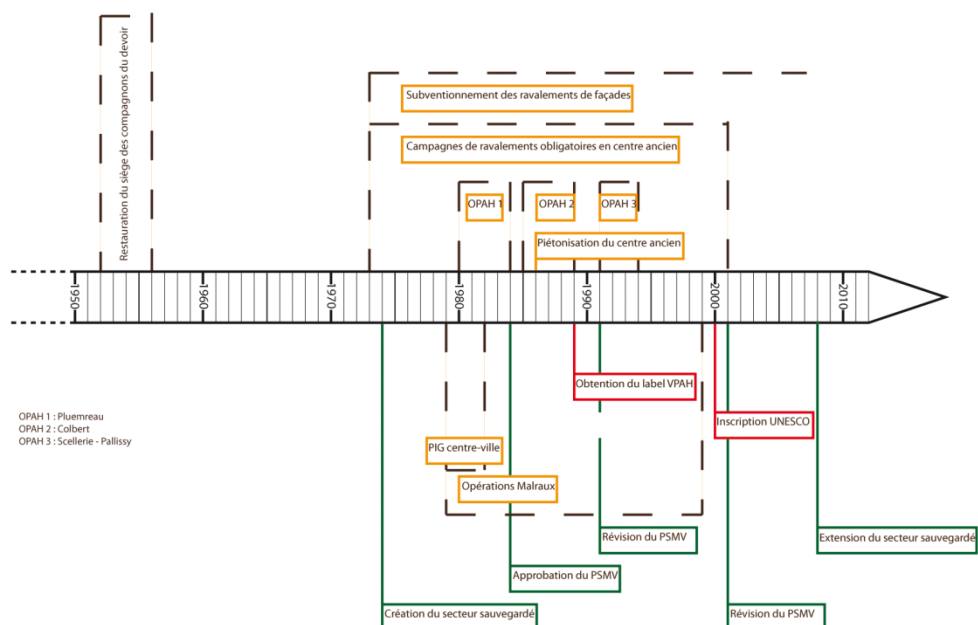 Restauration du siège des compagnons du devoir
Subventionnement des ravalements de façades
Campagnes de ravalements obligatoires en centre ancien
OPAH 1
OPAH 2
OPAH 3
Piétonisation du centre ancien
1950
1960
1970
1980
1990
2000
2010
Obtention du label VPAH
Inscription UNESCO
OPAH 1 : Pluemreau
OPAH 2 : Colbert
OPAH 3 : Scellerie - Pallissy
PIG centre-ville
Opérations Malraux
Révision du PSMV
Extension du secteur sauvegardé
Approbation du PSMV
Création du secteur sauvegardé
Révision du PSMV